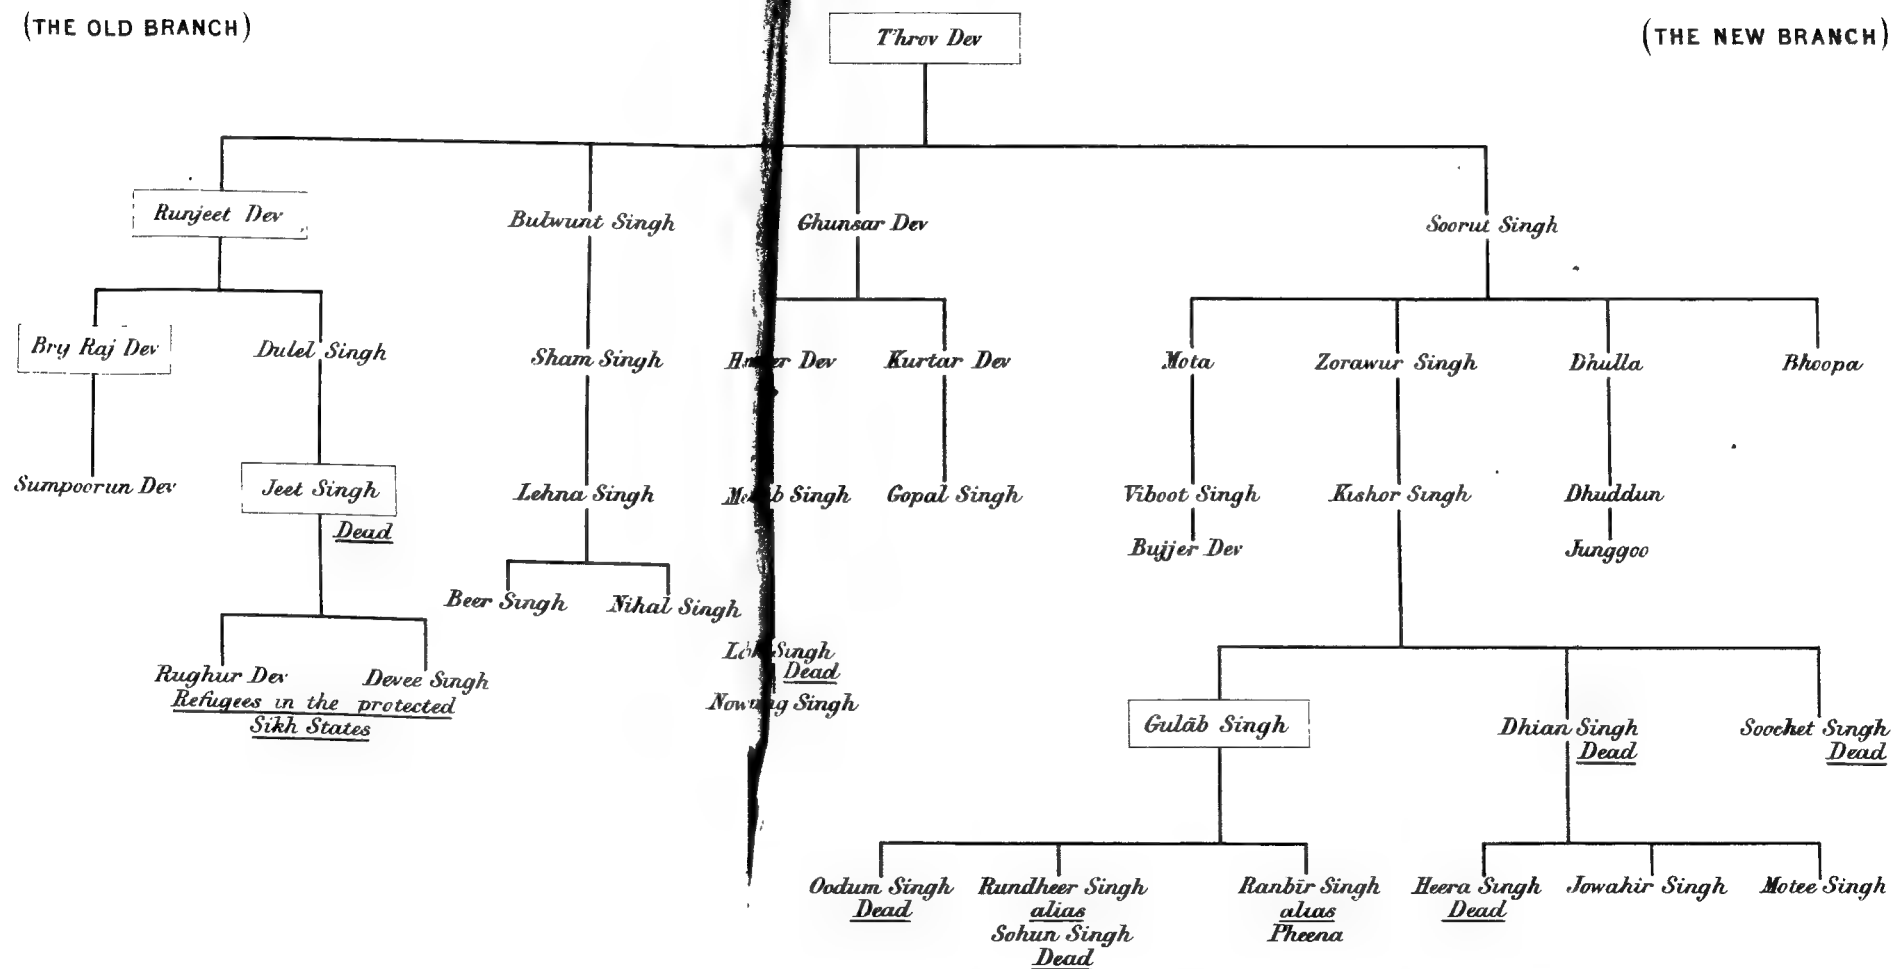 (THE OLD BRANCH)
(THE NEW BRANCH)
Throv Dev
Runjeet Dev
Bulwunt Singh
Ghunsar Dev
Soorut Singh
Bry Raj Dev
Dulel Singh
Sham Singh
Dev
Kurtar Dev
Mota
Zorawur Singh
Dhulla
Bhoopa
Sumpoorun Dev
Jeet Singh
Dead
Lehna Singh
Singh
Gopal Singh
Viboot Singh
Kishor Singh
Dhuddun
Bujjer Dev
Junggoo
Beer Singh
Nihal Singh
Singh
Dead
Singh
Rughur Dev
Devee Singh
Refugees in the protected
Sikh States
Gulāb Singh
Dhian Singh
Dead
Soochet Singh
Dead
Oodum Singh
Dead
Rundheer Singh
alias
Sohun Singh
Dead
Ranbīr Singh
alias
Pheena
Heera Singh
Dead
Jowahir Singh
Motee Singh